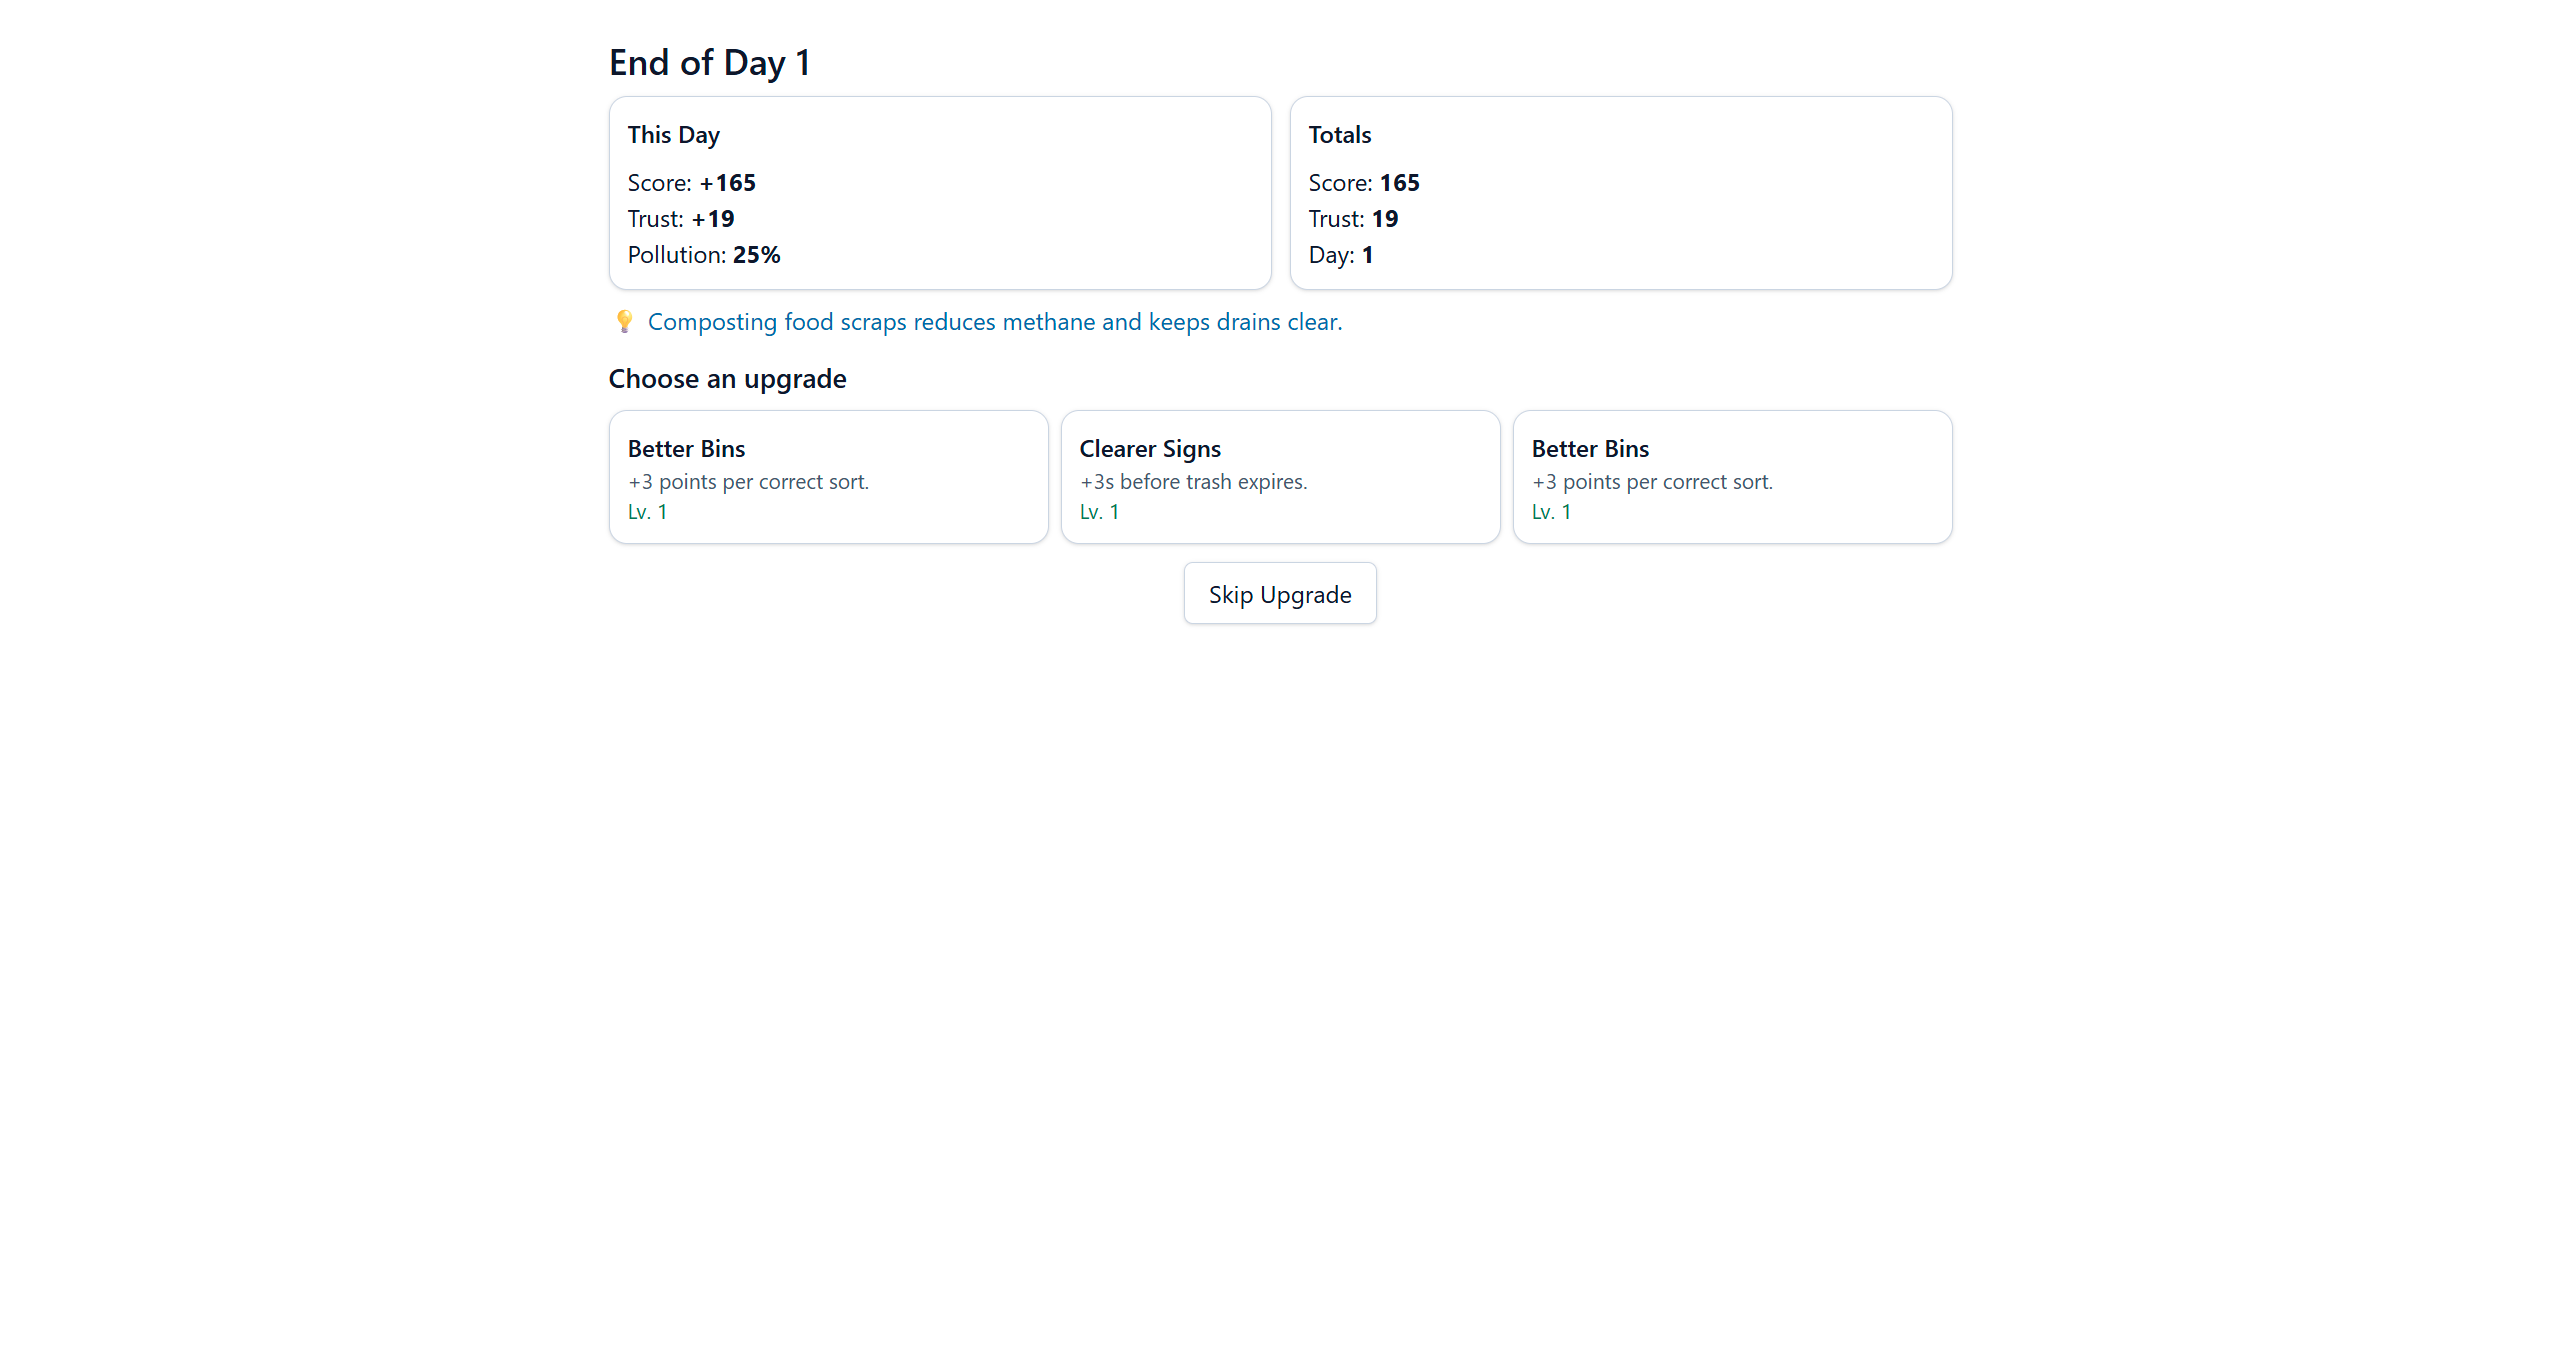 End of Day 1
This Day
Score: +165
Trust: +19
Pollution: 25%
Totals
Score: 165
Trust: 19
Day: 1
💡 Composting food scraps reduces methane and keeps drains clear.
Choose an upgrade
Better Bins
+3 points per correct sort.
Lv. 1
Clearer Signs
+3s before trash expires.
Lv. 1
Better Bins
+3 points per correct sort.
Lv. 1
Skip Upgrade